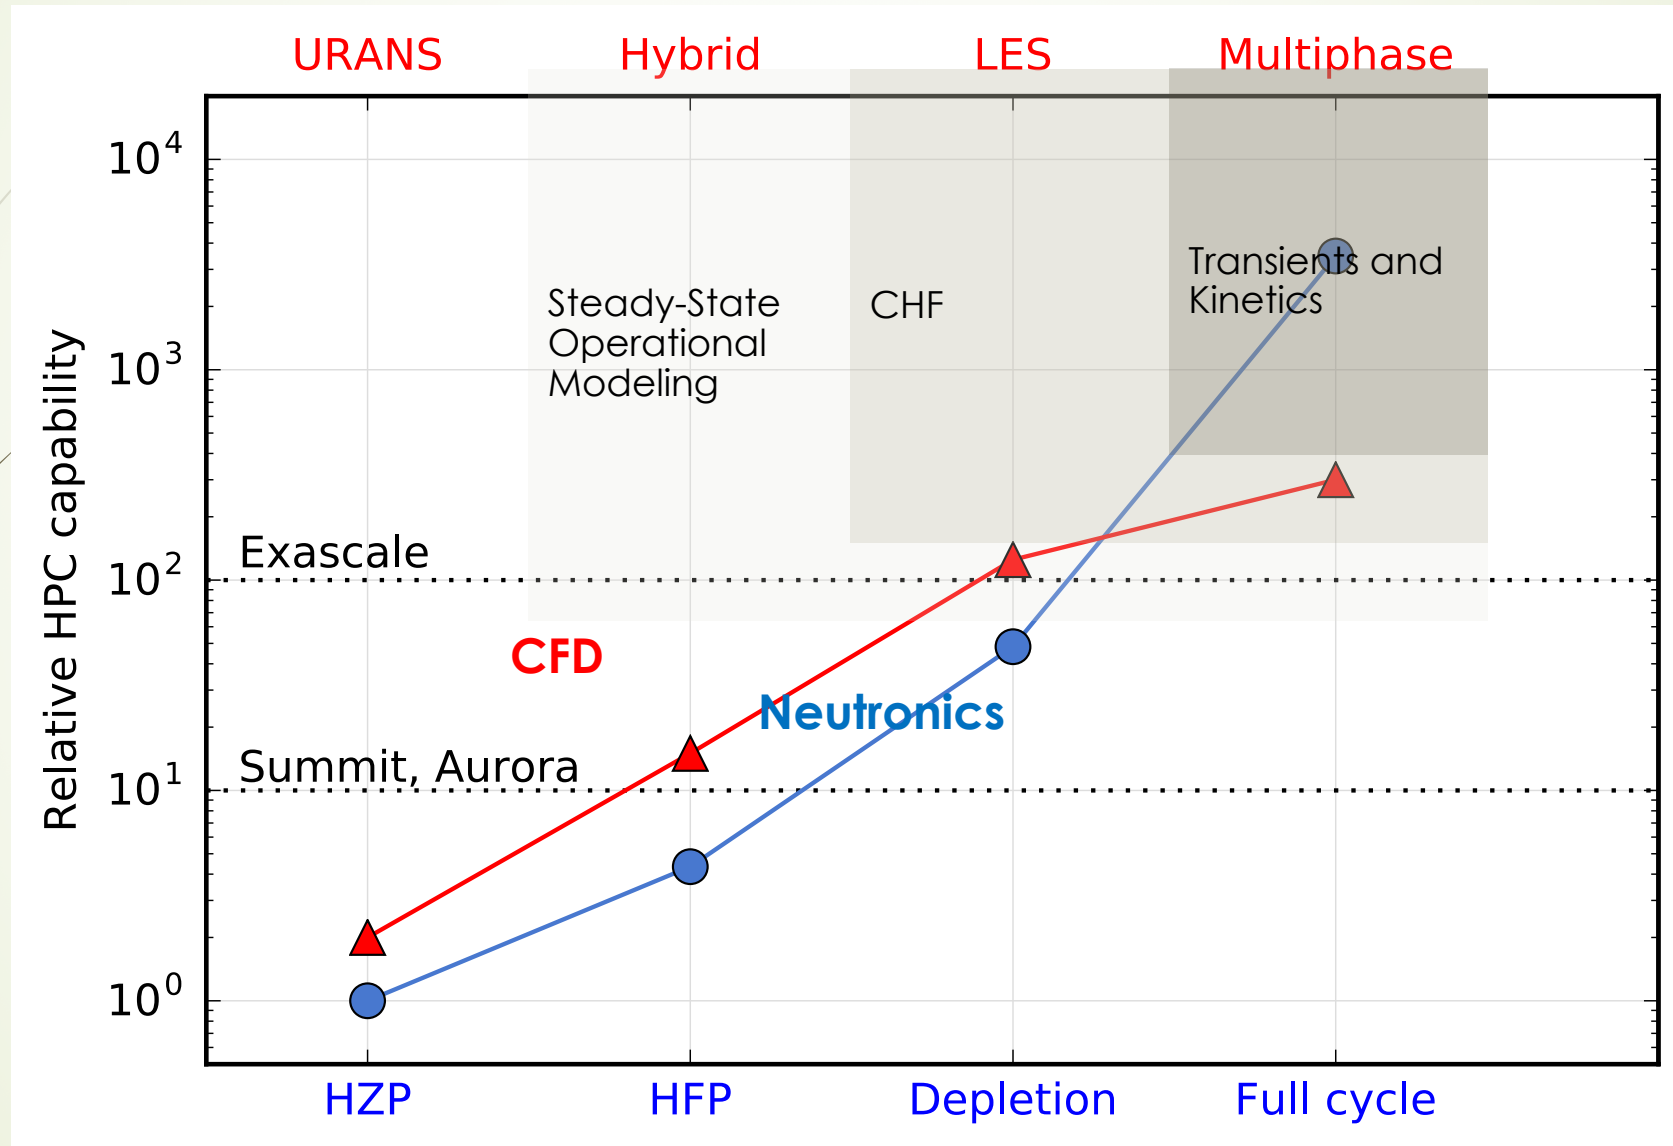 URANS Hybrid LES Multiphase
10^4
Transients and
Kinetics
Steady-State
Operational
Modeling
CHF
10^3
Relative HPC capability
Exascale
10^2
CFD
Neutronics
Summit, Aurora
10^1
10^0
HZP HFP Depletion Full cycle